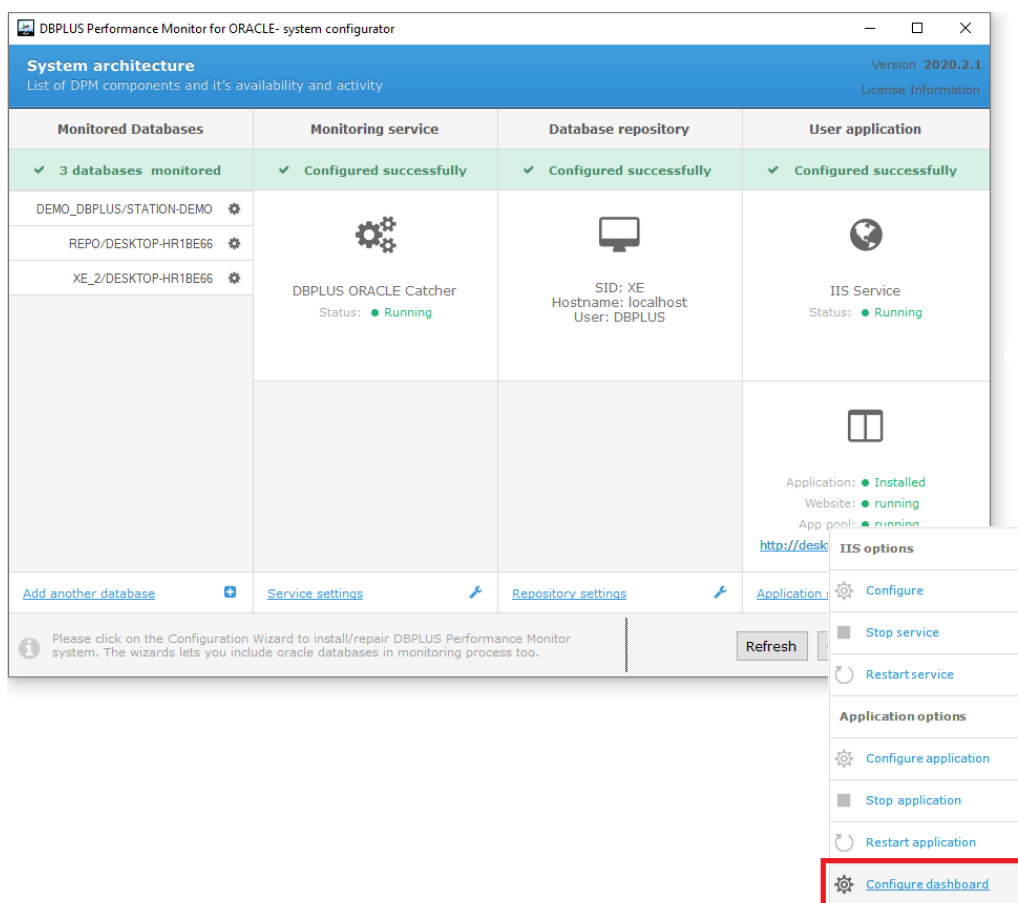 DBPLUS Performance Monitor for ORACLE- system configurator
System architecture
List of DPM components and it's availability and activity
Version 2020.2.1
License Information
Monitored Databases
Monitoring service
Database repository
User application
3 databases monitored
Configured successfully
Configured successfully
Configured successfully
DEMO_DBPLUS/STATION-DEMO
REPO/DESKTOP-HR1BE66
XE_2/DESKTOP-HR1BE66
DBPLUS ORACLE Catcher
Status: Running
SID: XE
Hostname: localhost
User: DBPLUS
IIS Service
Status: Running
Application: Installed
Website: running
App pool: running
http://desk
Add another database
Service settings
Repository settings
Application
Please click on the Configuration Wizard to install/repair DBPLUS Performance Monitor
system. The wizards lets you include oracle databases in monitoring process too.
Refresh
IIS options
Configure
Stop service
Restart service
Application options
Configure application
Stop application
Restart application
Configure dashboard